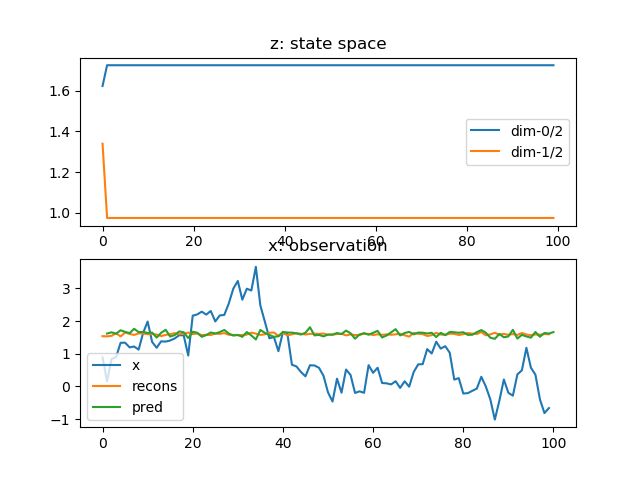 z: state space
1.6
1.4
1.2
1.0
dim-0/2
dim-1/2
0 20 40 60 80 100
x: observation
3
2
1
0
−1
x
recons
pred
0 20 40 60 80 100